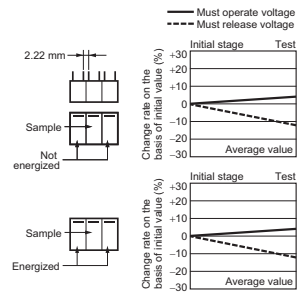 Must operate voltage
Must release voltage
2.22 mm
Sample
Not
energized
Change rate on the
basis of initial value (%)
Initial stage Test
+30
+20
+10
0
−10
−20
−30
Average value
Sample
Energized
Change rate on the
basis of initial value (%)
Initial stage Test
+30
+20
+10
0
−10
−20
−30
Average value